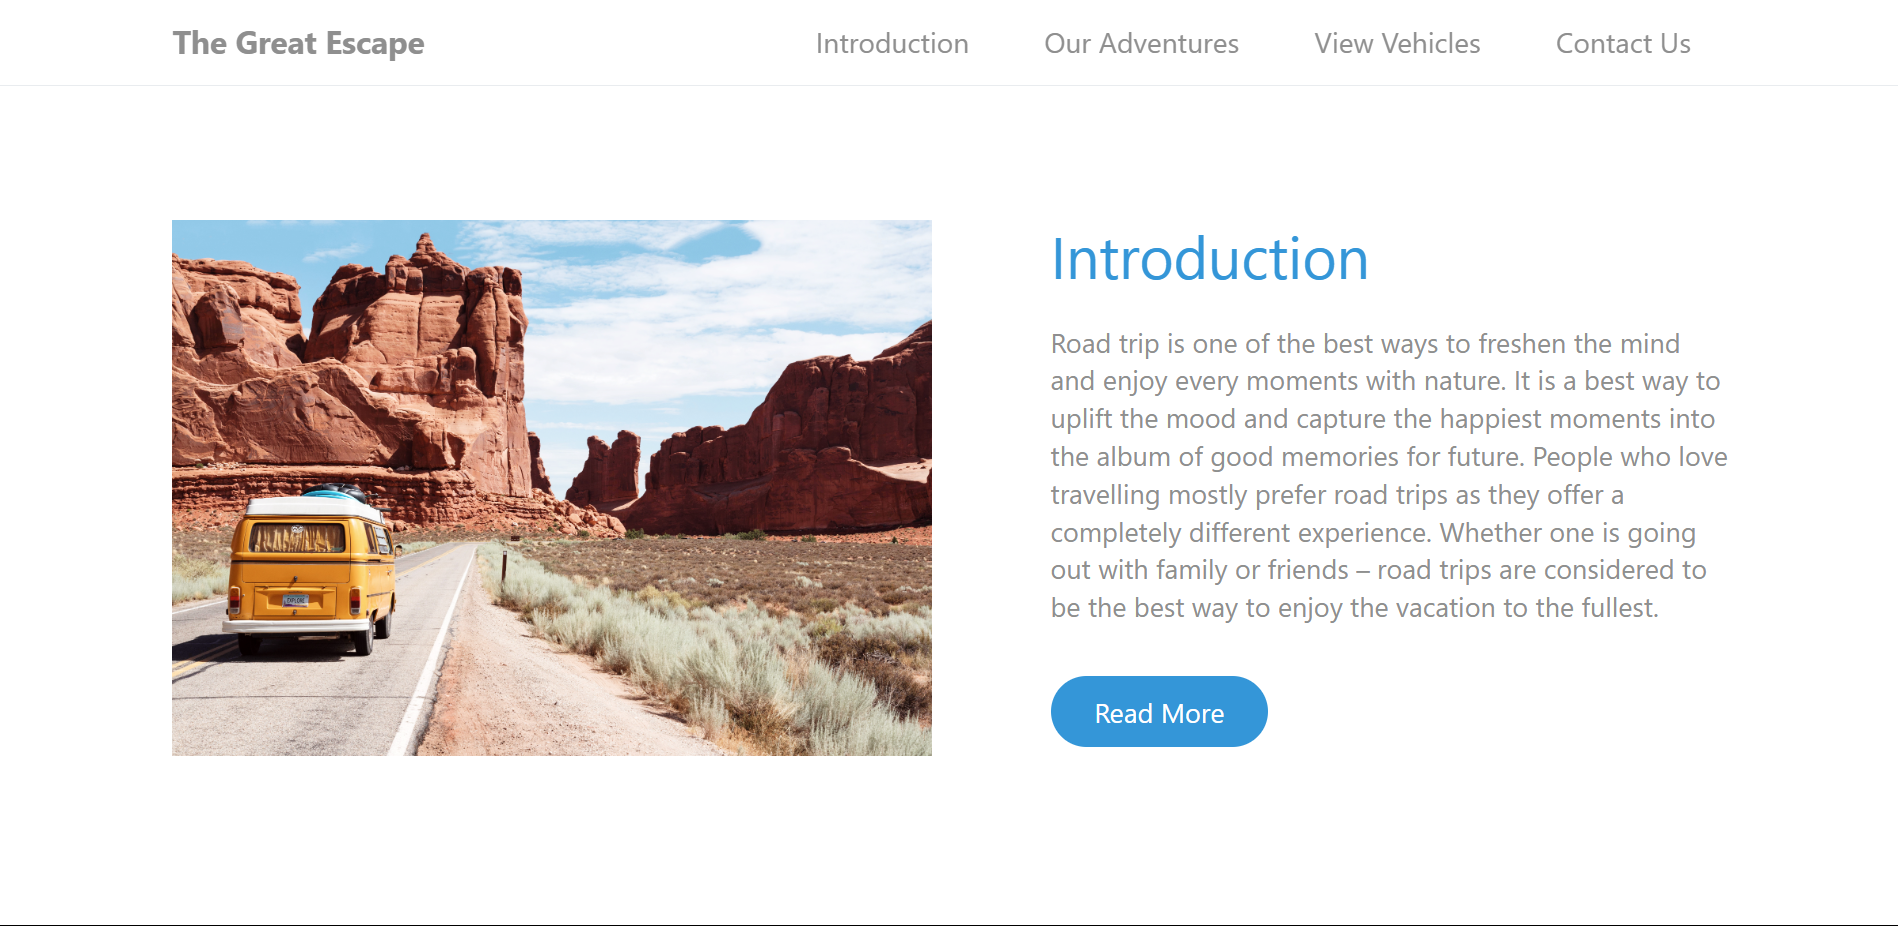 The Great Escape
Introduction
Our Adventures
View Vehicles
Contact Us
Introduction
Road trip is one of the best ways to freshen the mind
and enjoy every moments with nature. It is a best way to
uplift the mood and capture the happiest moments into
the album of good memories for future. People who love
travelling mostly prefer road trips as they offer a
completely different experience. Whether one is going
out with family or friends – road trips are considered to
be the best way to enjoy the vacation to the fullest.
Read More